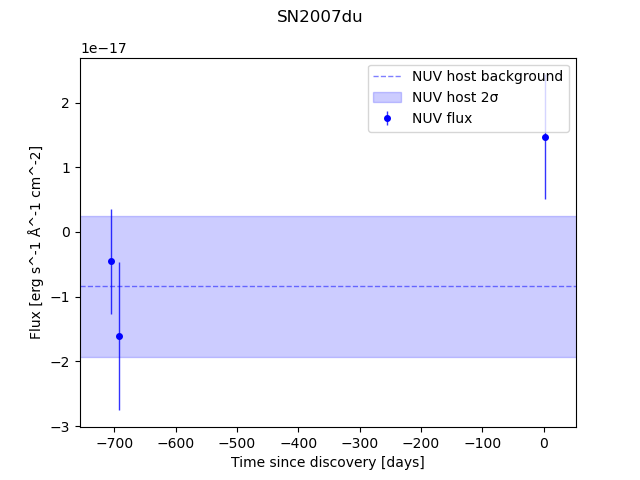 SN2007du
1e−17
NUV host background
NUV host 2σ
NUV flux
2
1
0
−1
−2
−3
Flux [erg s^-1 Å^-1 cm^-2]
−700
−600
−500
−400
−300
−200
−100
0
Time since discovery [days]